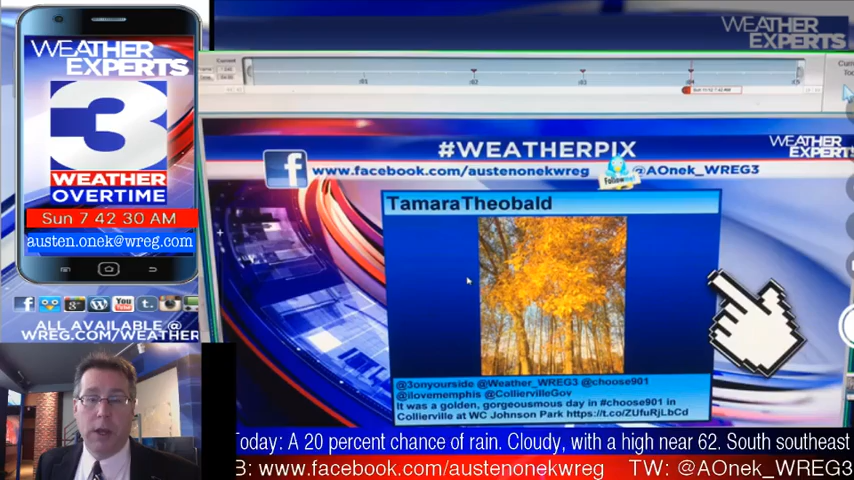 WEATHER
EXPERTS
3
WEATHER
OVERTIME
Sun 7 42 30 AM
austen.onek@wreg.com
ALL AVAILABLE @
WREG.COM/WEATHER
WEATHER
EXPERTS
Current
#WEATHERPIX
WEATHER
EXPERTS
f www.facebook.com/austenonekwreg
Follow me!
@AOnek_WREG3
TamaraTheobald
@3onyourside @Weather_WREG3 @choose901
@ilovememphis @ColliervilleGov
It was a golden, gorgeousmous day in #choose901 in
Collierville at WC Johnson Park https://t.co/ZUfuRjLbCd
Today: A 20 percent chance of rain. Cloudy, with a high near 62. South southeast
B: www.facebook.com/austenonekwreg TW: @AOnek_WREG3